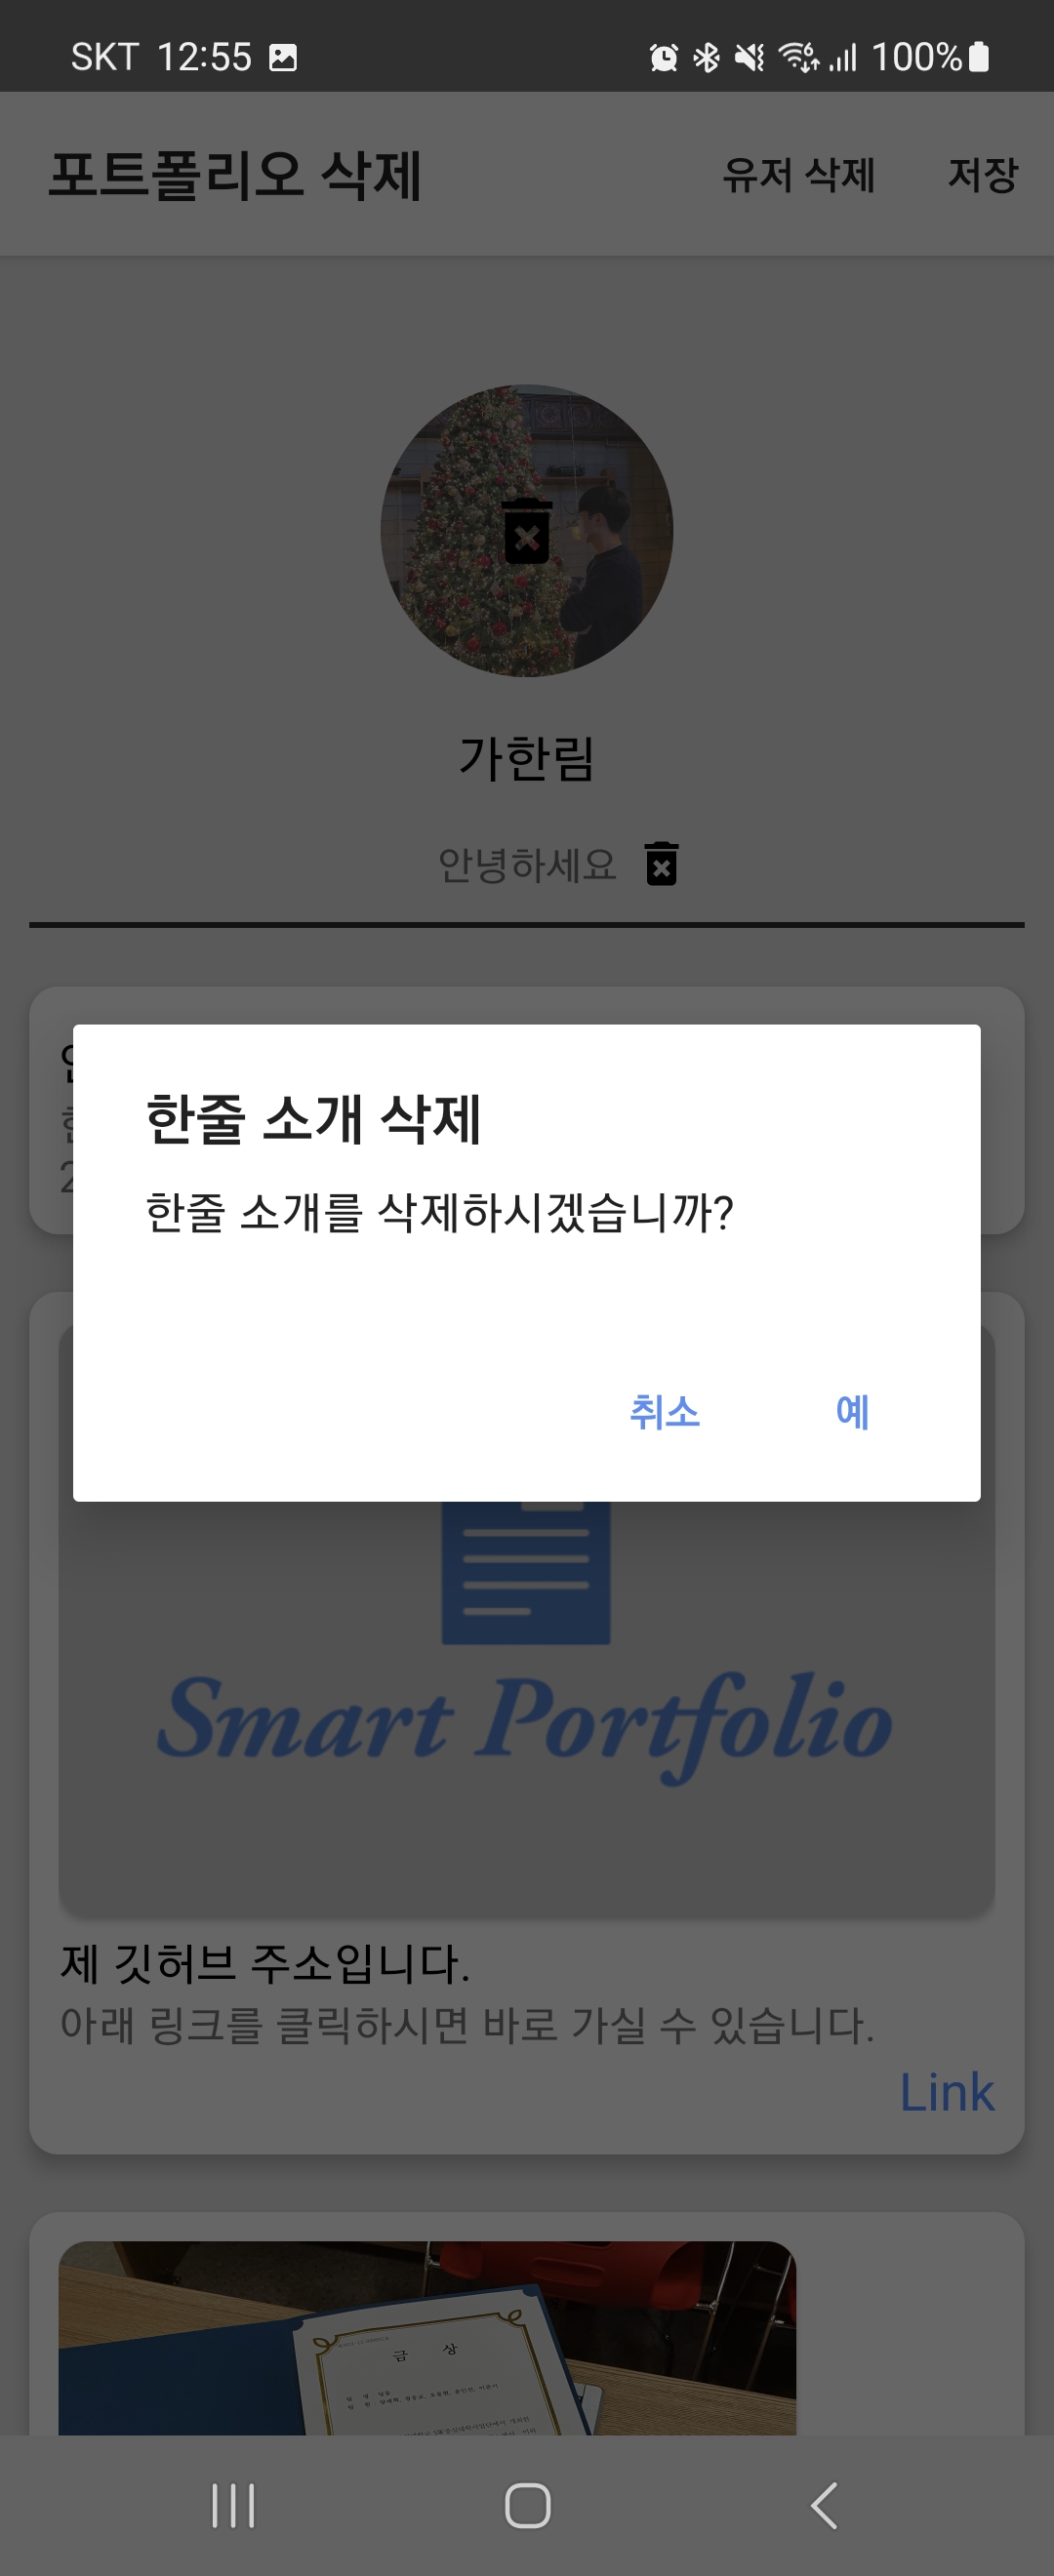 SKT 12:55 100%
포트폴리오 삭제 유저 삭제 저장
가한림
안녕하세요
한줄 소개 삭제
한줄 소개를 삭제하시겠습니까?
취소 예
Smart Portfolio
제 깃허브 주소입니다.
아래 링크를 클릭하시면 바로 가실 수 있습니다.
Link
금 상